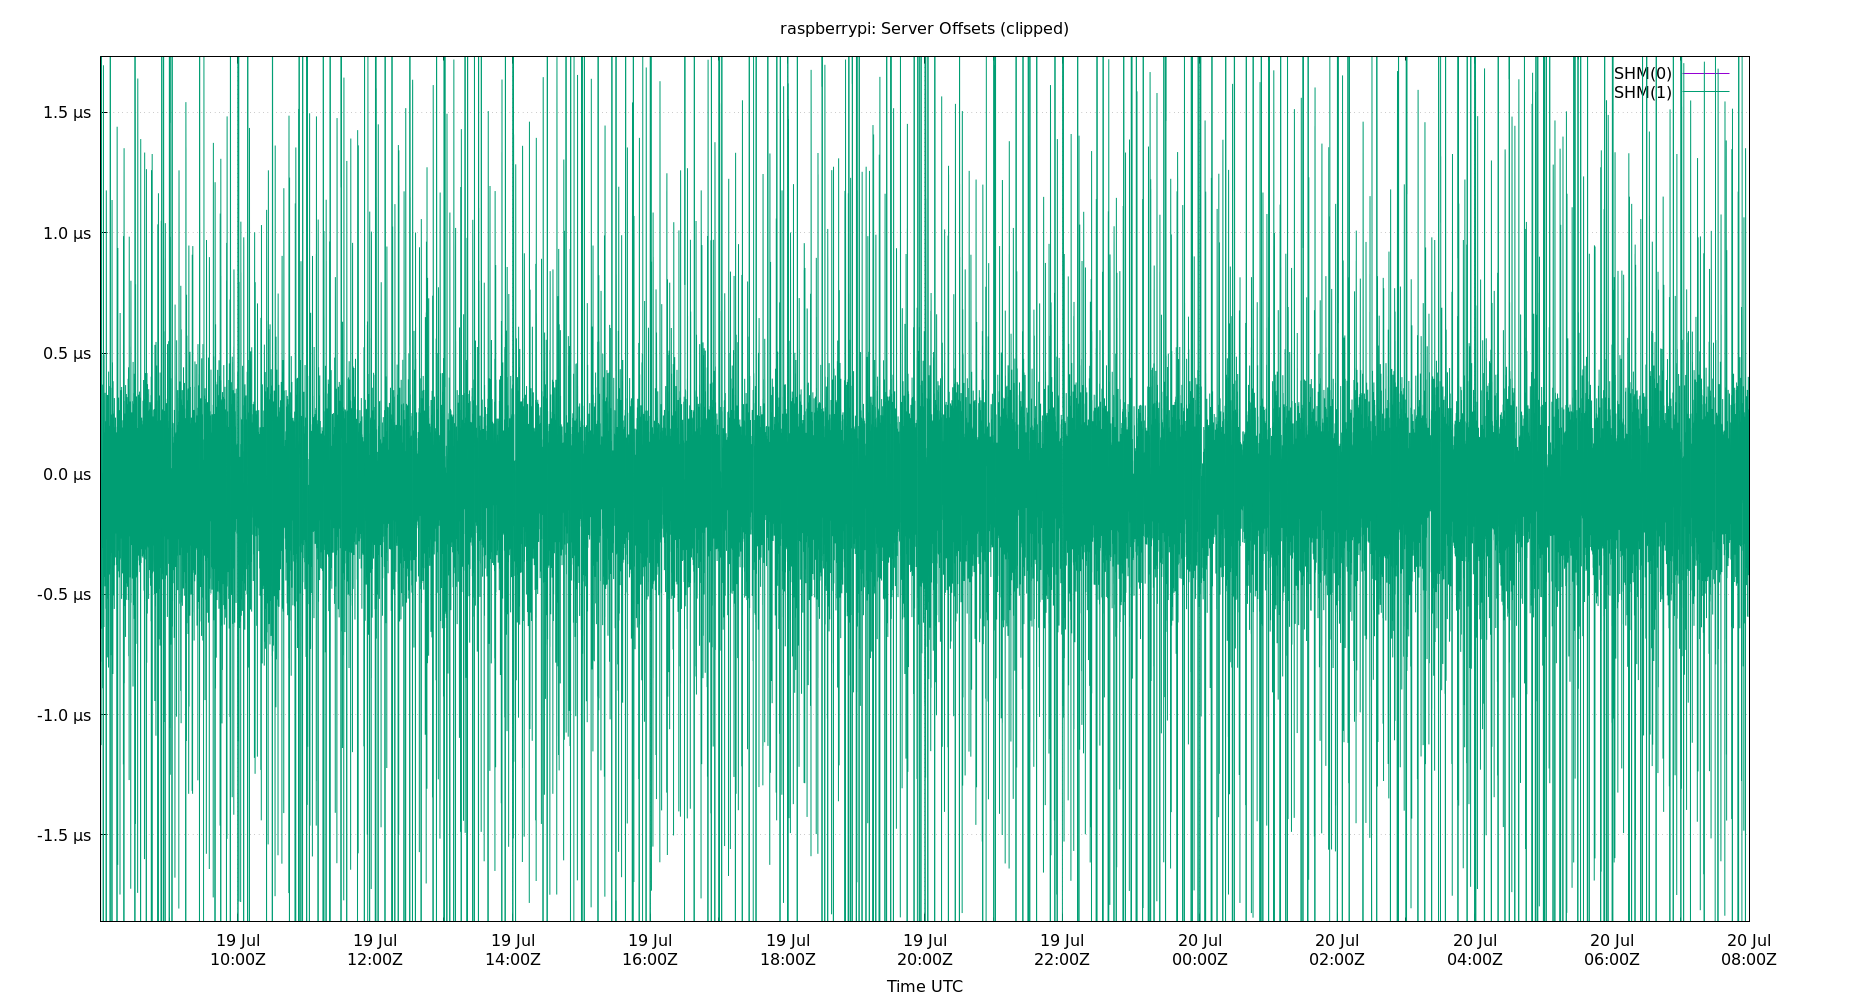 raspberrypi: Server Offsets (clipped)
SHM(0)
SHM(1)
1.5 µs
1.0 µs
0.5 µs
0.0 µs
-0.5 µs
-1.0 µs
-1.5 µs
19 Jul 19 Jul 19 Jul 19 Jul 19 Jul 19 Jul 19 Jul 20 Jul 20 Jul 20 Jul 20 Jul 20 Jul
10:00Z 12:00Z 14:00Z 16:00Z 18:00Z 20:00Z 22:00Z 00:00Z 02:00Z 04:00Z 06:00Z 08:00Z
Time UTC